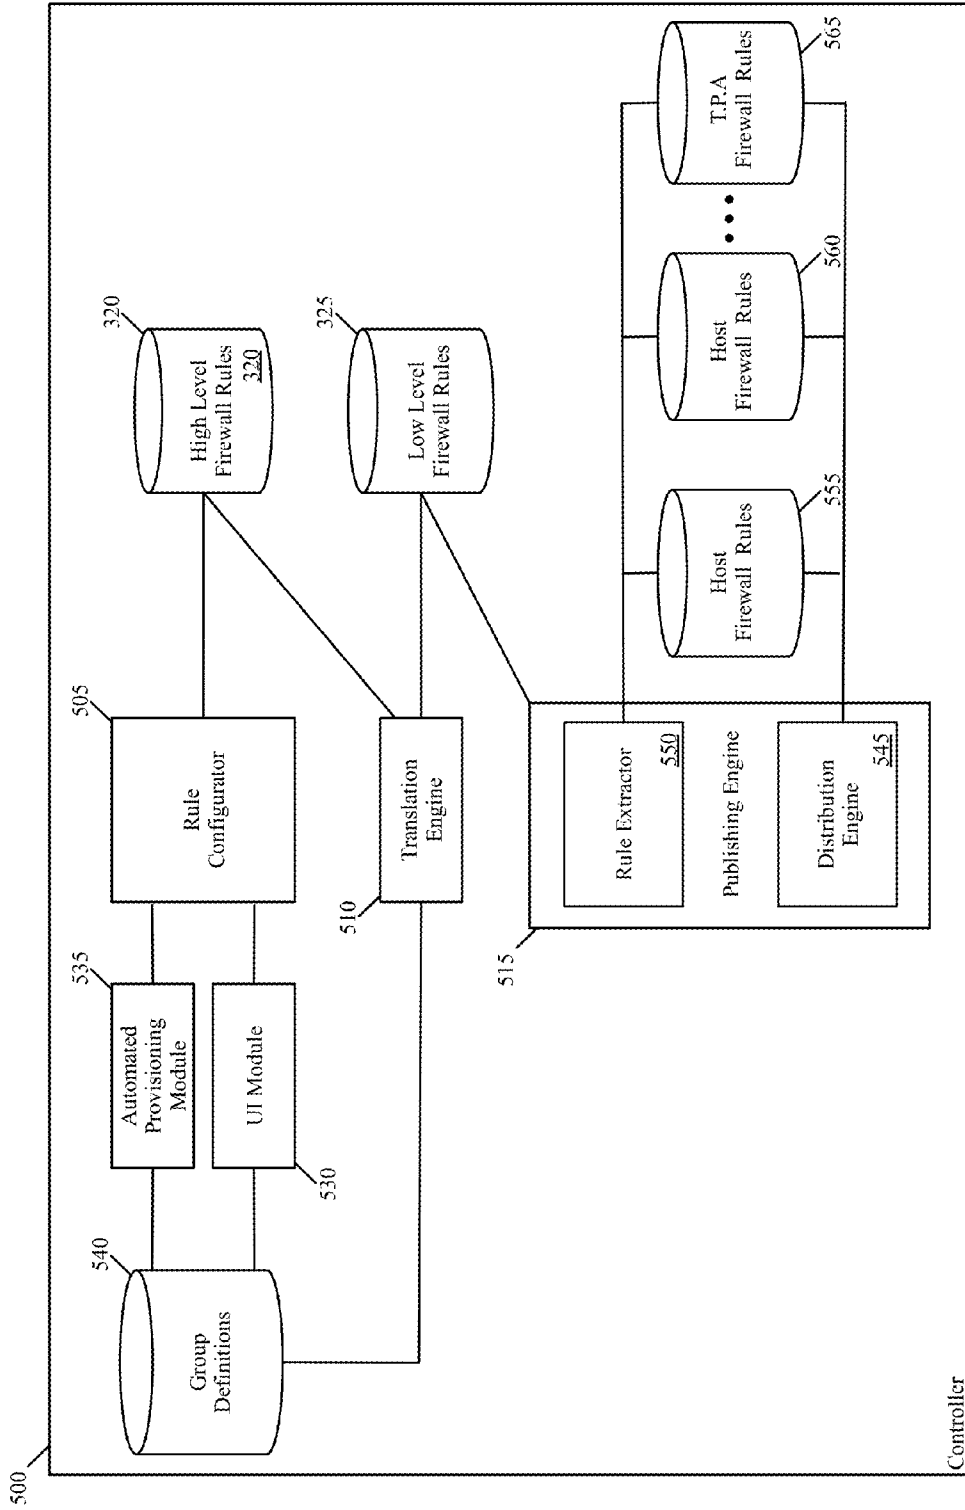 500
540
Group
Definitions
535
Automated
Provisioning
Module
UI Module
530
505
Rule
Configurator
510
Translation
Engine
320
High Level
Firewall Rules
320
325
Low Level
Firewall Rules
515
Rule Extractor
550
Publishing Engine
Distribution
Engine
545
Host
Firewall Rules
555
Host
Firewall Rules
560
T.P.A
Firewall Rules
565
Controller